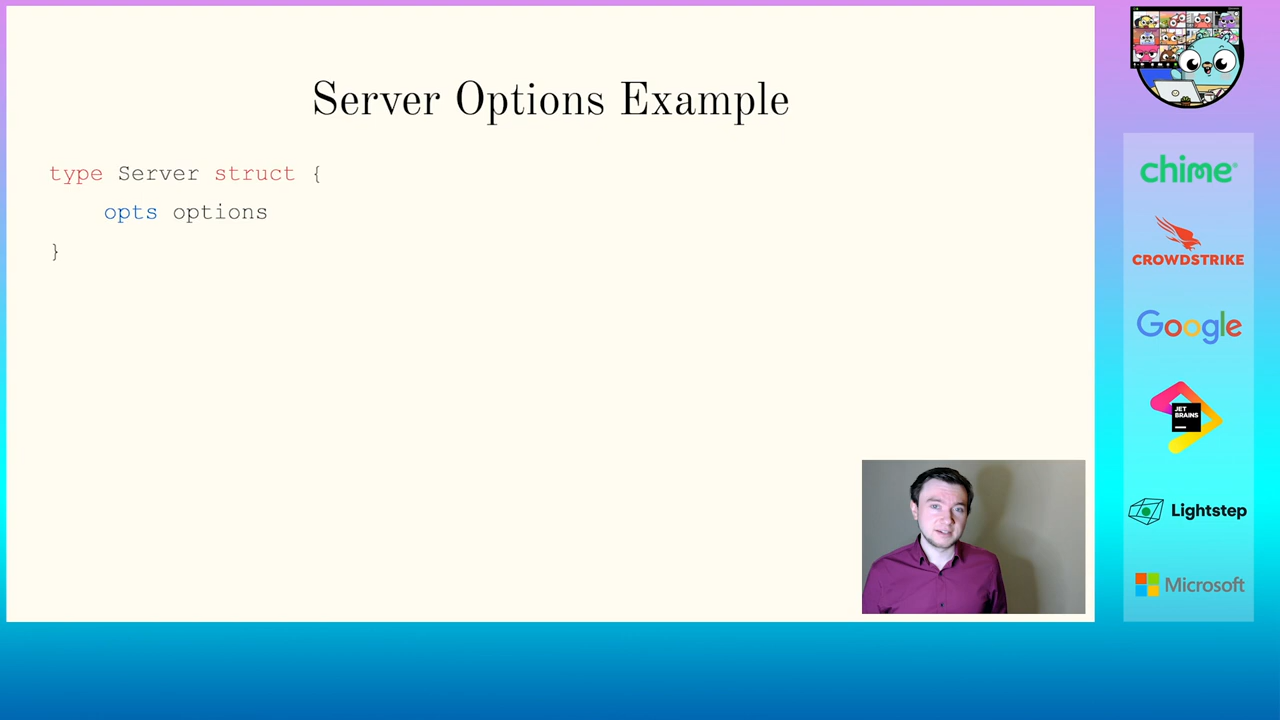 Server Options Example
type Server struct {
    opts options
}
chime
CROWDSTRIKE
Google
JET
BRAINS
Lightstep
Microsoft